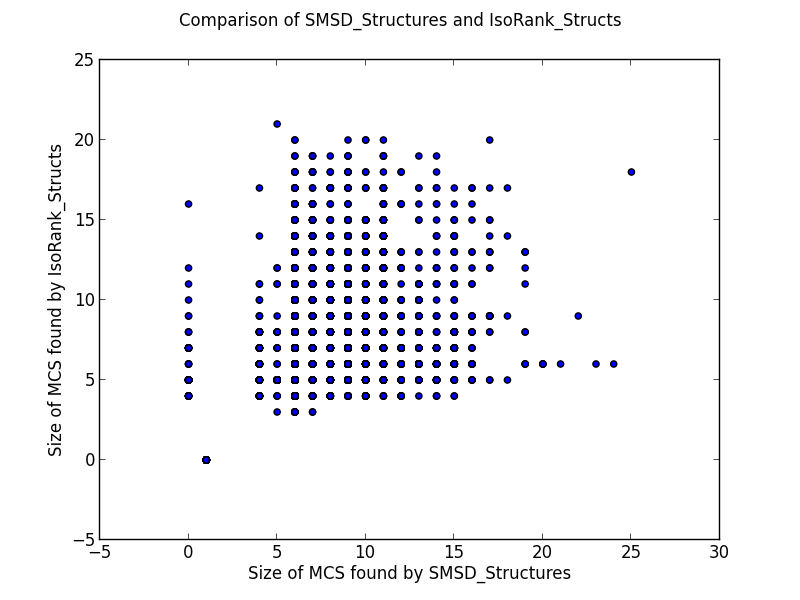 Comparison of SMSD_Structures and IsoRank_Structs
25
20
15
10
5
0
−5
Size of MCS found by IsoRank_Structs
−5 0 5 10 15 20 25 30
Size of MCS found by SMSD_Structures